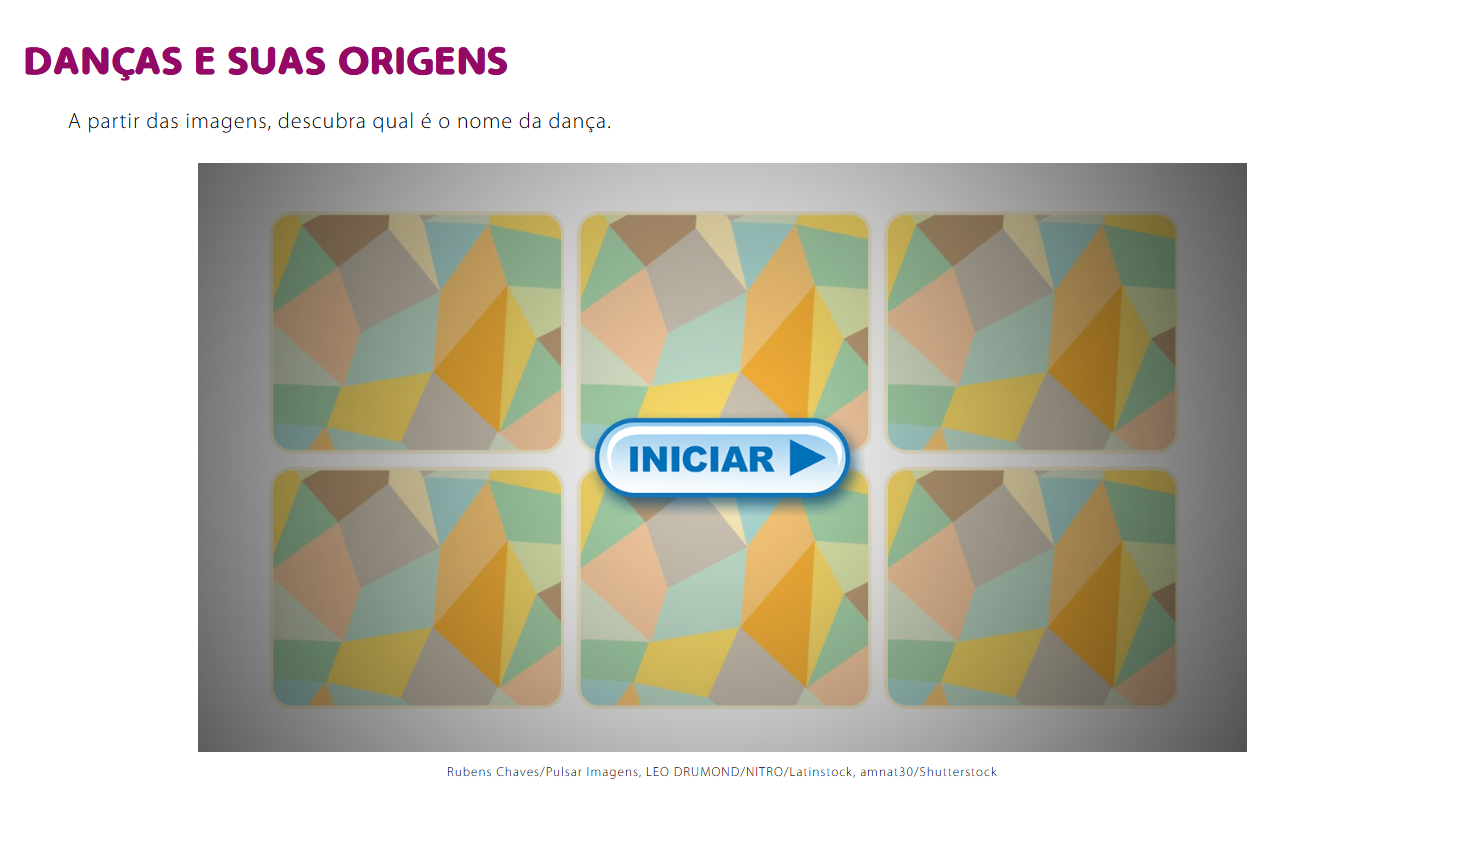 DANÇAS E SUAS ORIGENS
A partir das imagens, descubra qual é o nome da dança.
INICIAR
Rubens Chaves/Pulsar Imagens, LEO DRUMOND/NITRO/Latinstock, amnat30/Shutterstock